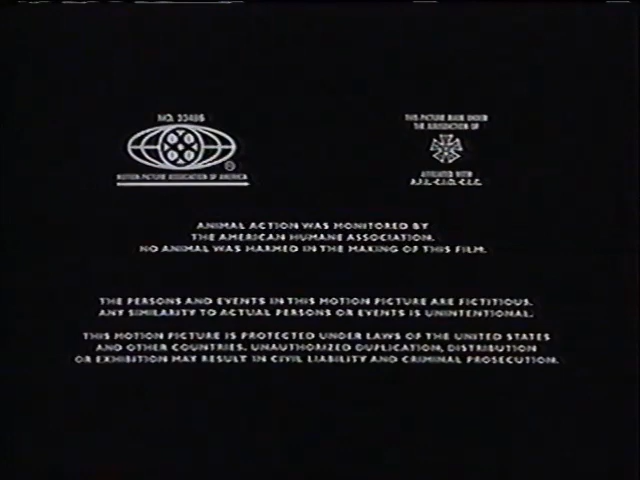 NO. 33486
MOTION PICTURE ASSOCIATION OF AMERICA
THIS PICTURE MADE UNDER
THE JURISDICTION OF
AFFILIATED WITH
A.F.L.-C.I.O.-C.L.C.
ANIMAL ACTION WAS MONITORED BY
THE AMERICAN HUMANE ASSOCIATION.
NO ANIMAL WAS HARMED IN THE MAKING OF THIS FILM.
THE PERSONS AND EVENTS IN THIS MOTION PICTURE ARE FICTITIOUS.
ANY SIMILARITY TO ACTUAL PERSONS OR EVENTS IS UNINTENTIONAL.
THIS MOTION PICTURE IS PROTECTED UNDER LAWS OF THE UNITED STATES
AND OTHER COUNTRIES. UNAUTHORIZED DUPLICATION, DISTRIBUTION
OR EXHIBITION MAY RESULT IN CIVIL LIABILITY AND CRIMINAL PROSECUTION.